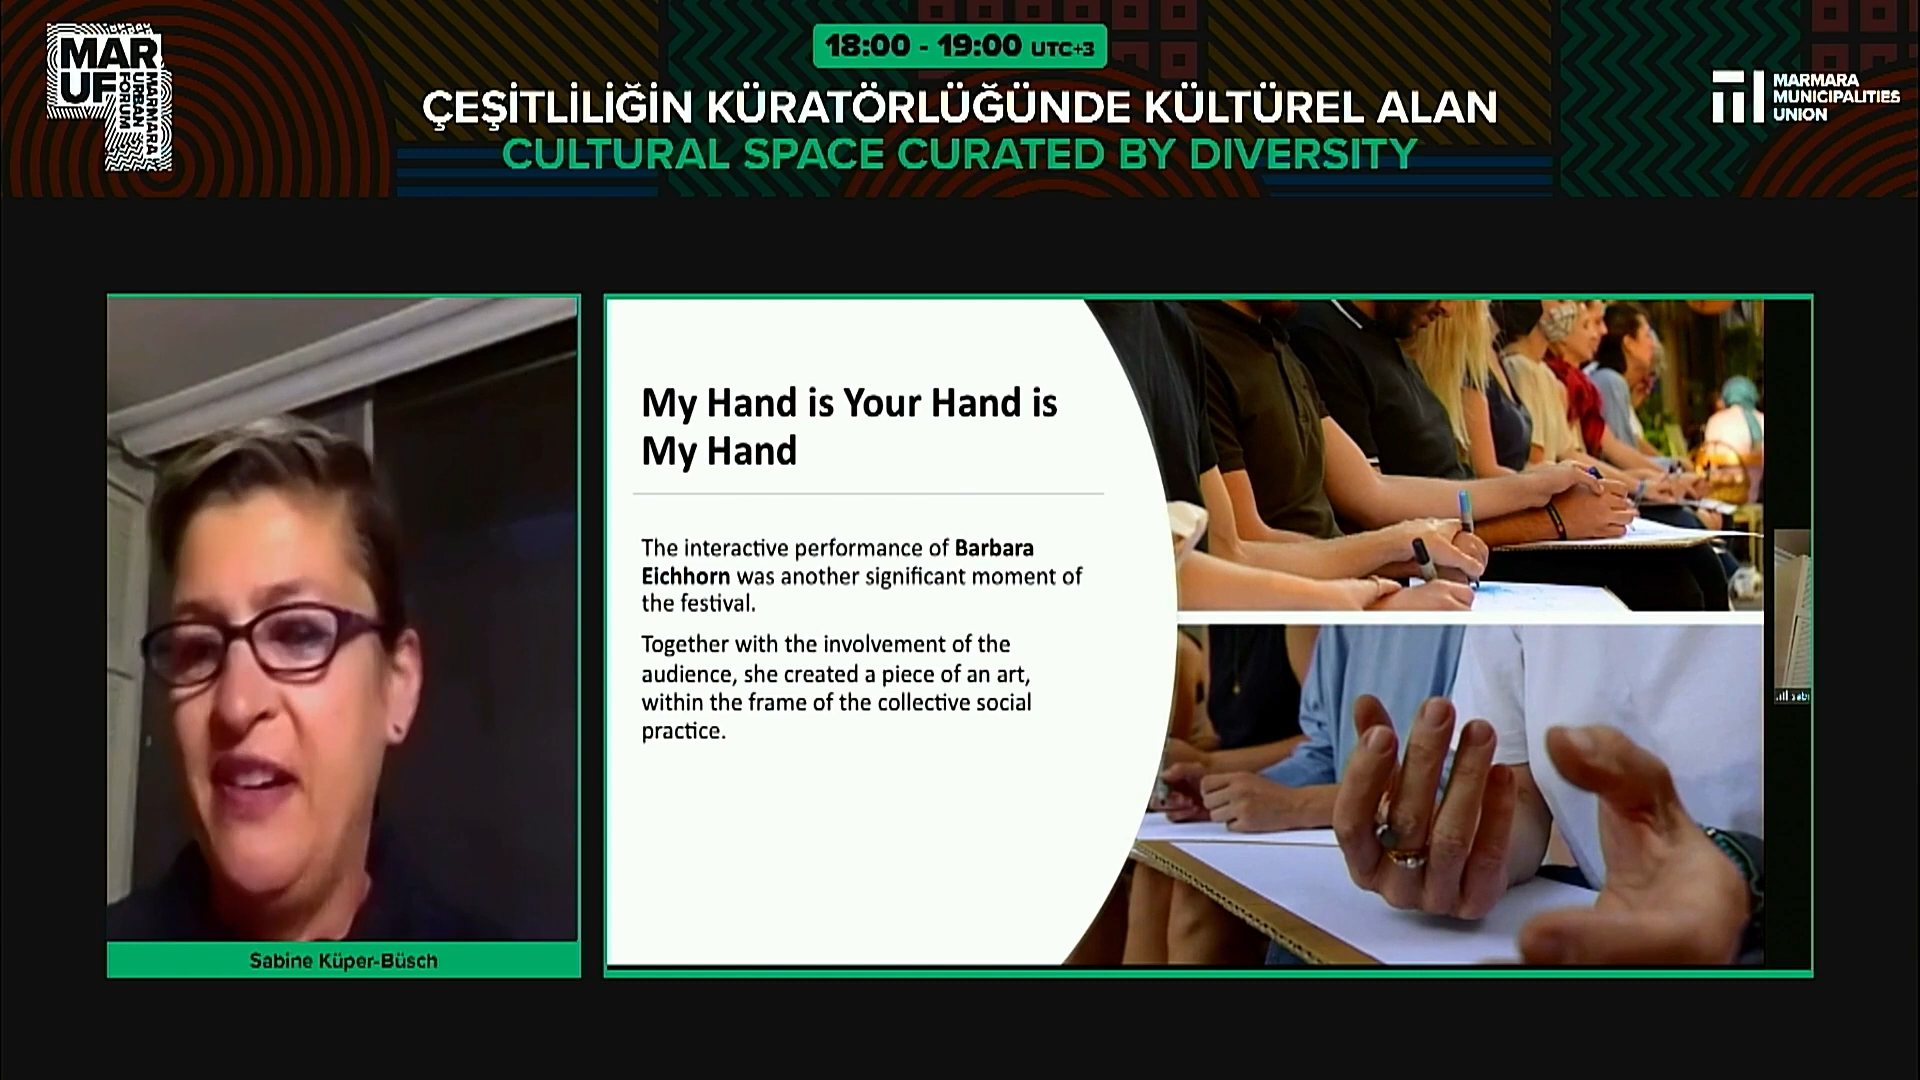 MAR
UF
MARMARA
URBAN
FORUM
18:00 - 19:00 UTC+3
ÇEŞİTLİLİĞİN KÜRATÖRLÜĞÜNDE KÜLTÜREL ALAN
CULTURAL SPACE CURATED BY DIVERSITY
MARMARA
MUNICIPALITIES
UNION
My Hand is Your Hand is
My Hand
The interactive performance of Barbara
Eichhorn was another significant moment of
the festival.
Together with the involvement of the
audience, she created a piece of an art,
within the frame of the collective social
practice.
Sabine Küper-Büsch